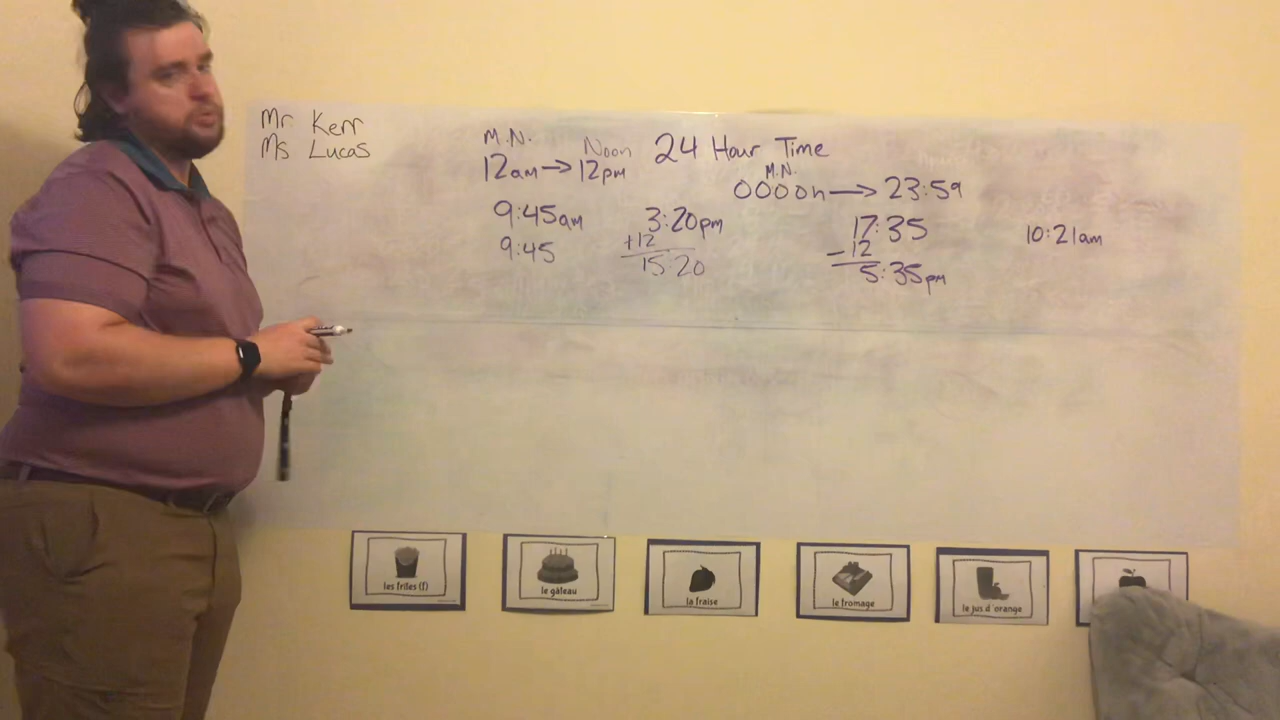 Mr Kerr
Ms Lucas
M.N. Noon
12am → 12pm
24 Hour Time
M.N.
0000h → 23:59
9:45am
9:45
3:20pm
+12
15:20
17:35
-12
5:35pm
10:21am
les frites (f)
le gâteau
la fraise
le fromage
le jus d'orange